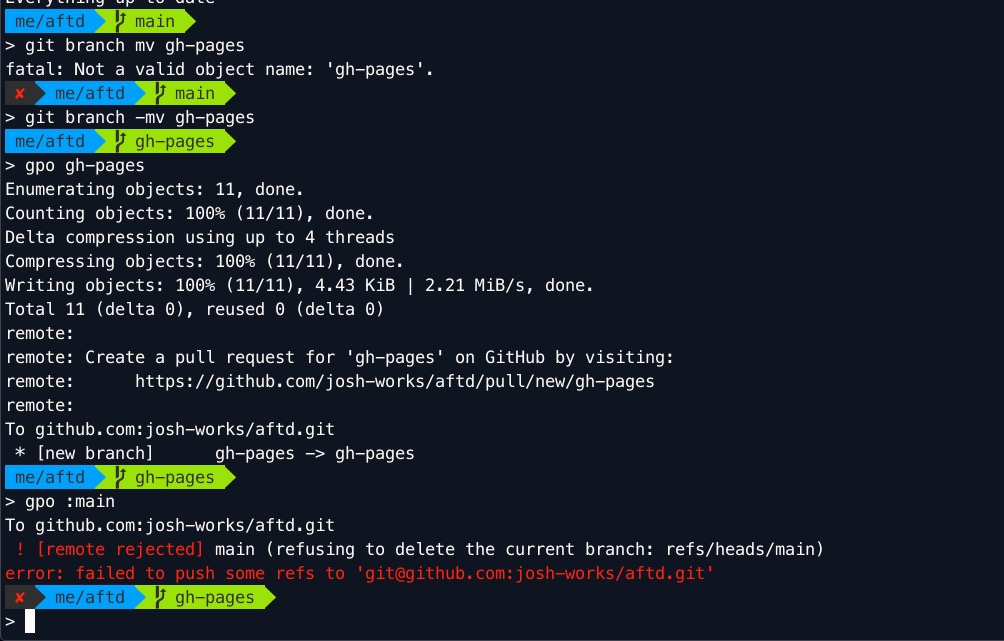 Everything up-to-date
me/aftd main
> git branch mv gh-pages
fatal: Not a valid object name: 'gh-pages'.
✘ me/aftd main
> git branch -mv gh-pages
me/aftd gh-pages
> gpo gh-pages
Enumerating objects: 11, done.
Counting objects: 100% (11/11), done.
Delta compression using up to 4 threads
Compressing objects: 100% (11/11), done.
Writing objects: 100% (11/11), 4.43 KiB | 2.21 MiB/s, done.
Total 11 (delta 0), reused 0 (delta 0)
remote:
remote: Create a pull request for 'gh-pages' on GitHub by visiting:
remote:      https://github.com/josh-works/aftd/pull/new/gh-pages
remote:
To github.com:josh-works/aftd.git
 * [new branch]      gh-pages -> gh-pages
me/aftd gh-pages
> gpo :main
To github.com:josh-works/aftd.git
 ! [remote rejected] main (refusing to delete the current branch: refs/heads/main)
error: failed to push some refs to 'git@github.com:josh-works/aftd.git'
✘ me/aftd gh-pages
>